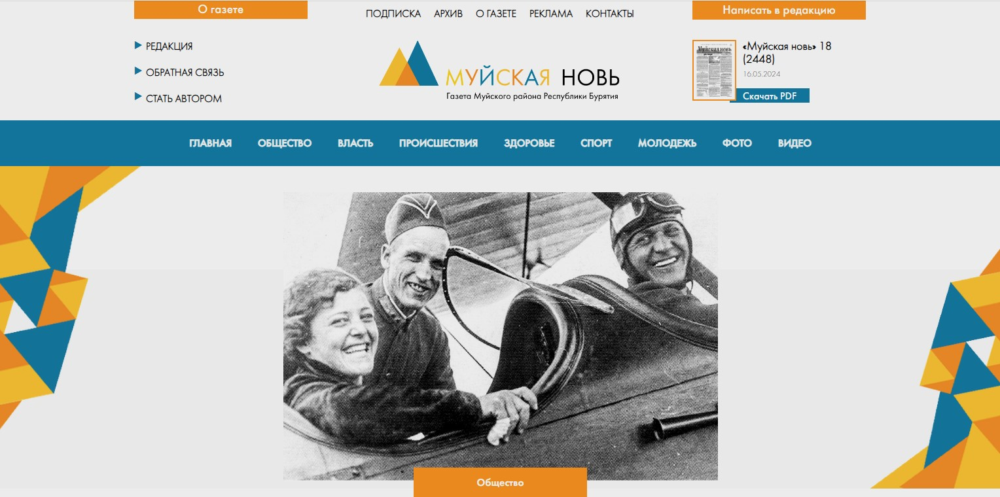 О газете
ПОДПИСКА АРХИВ О ГАЗЕТЕ РЕКЛАМА КОНТАКТЫ
Написать в редакцию
РЕДАКЦИЯ
ОБРАТНАЯ СВЯЗЬ
СТАТЬ АВТОРОМ
МУЙСКАЯ НОВЬ
Газета Муйского района Республики Бурятия
Муйская новь
«Муйская новь» 18
(2448)
16.05.2024
Скачать PDF
ГЛАВНАЯ ОБЩЕСТВО ВЛАСТЬ ПРОИСШЕСТВИЯ ЗДОРОВЬЕ СПОРТ МОЛОДЕЖЬ ФОТО ВИДЕО
Общество